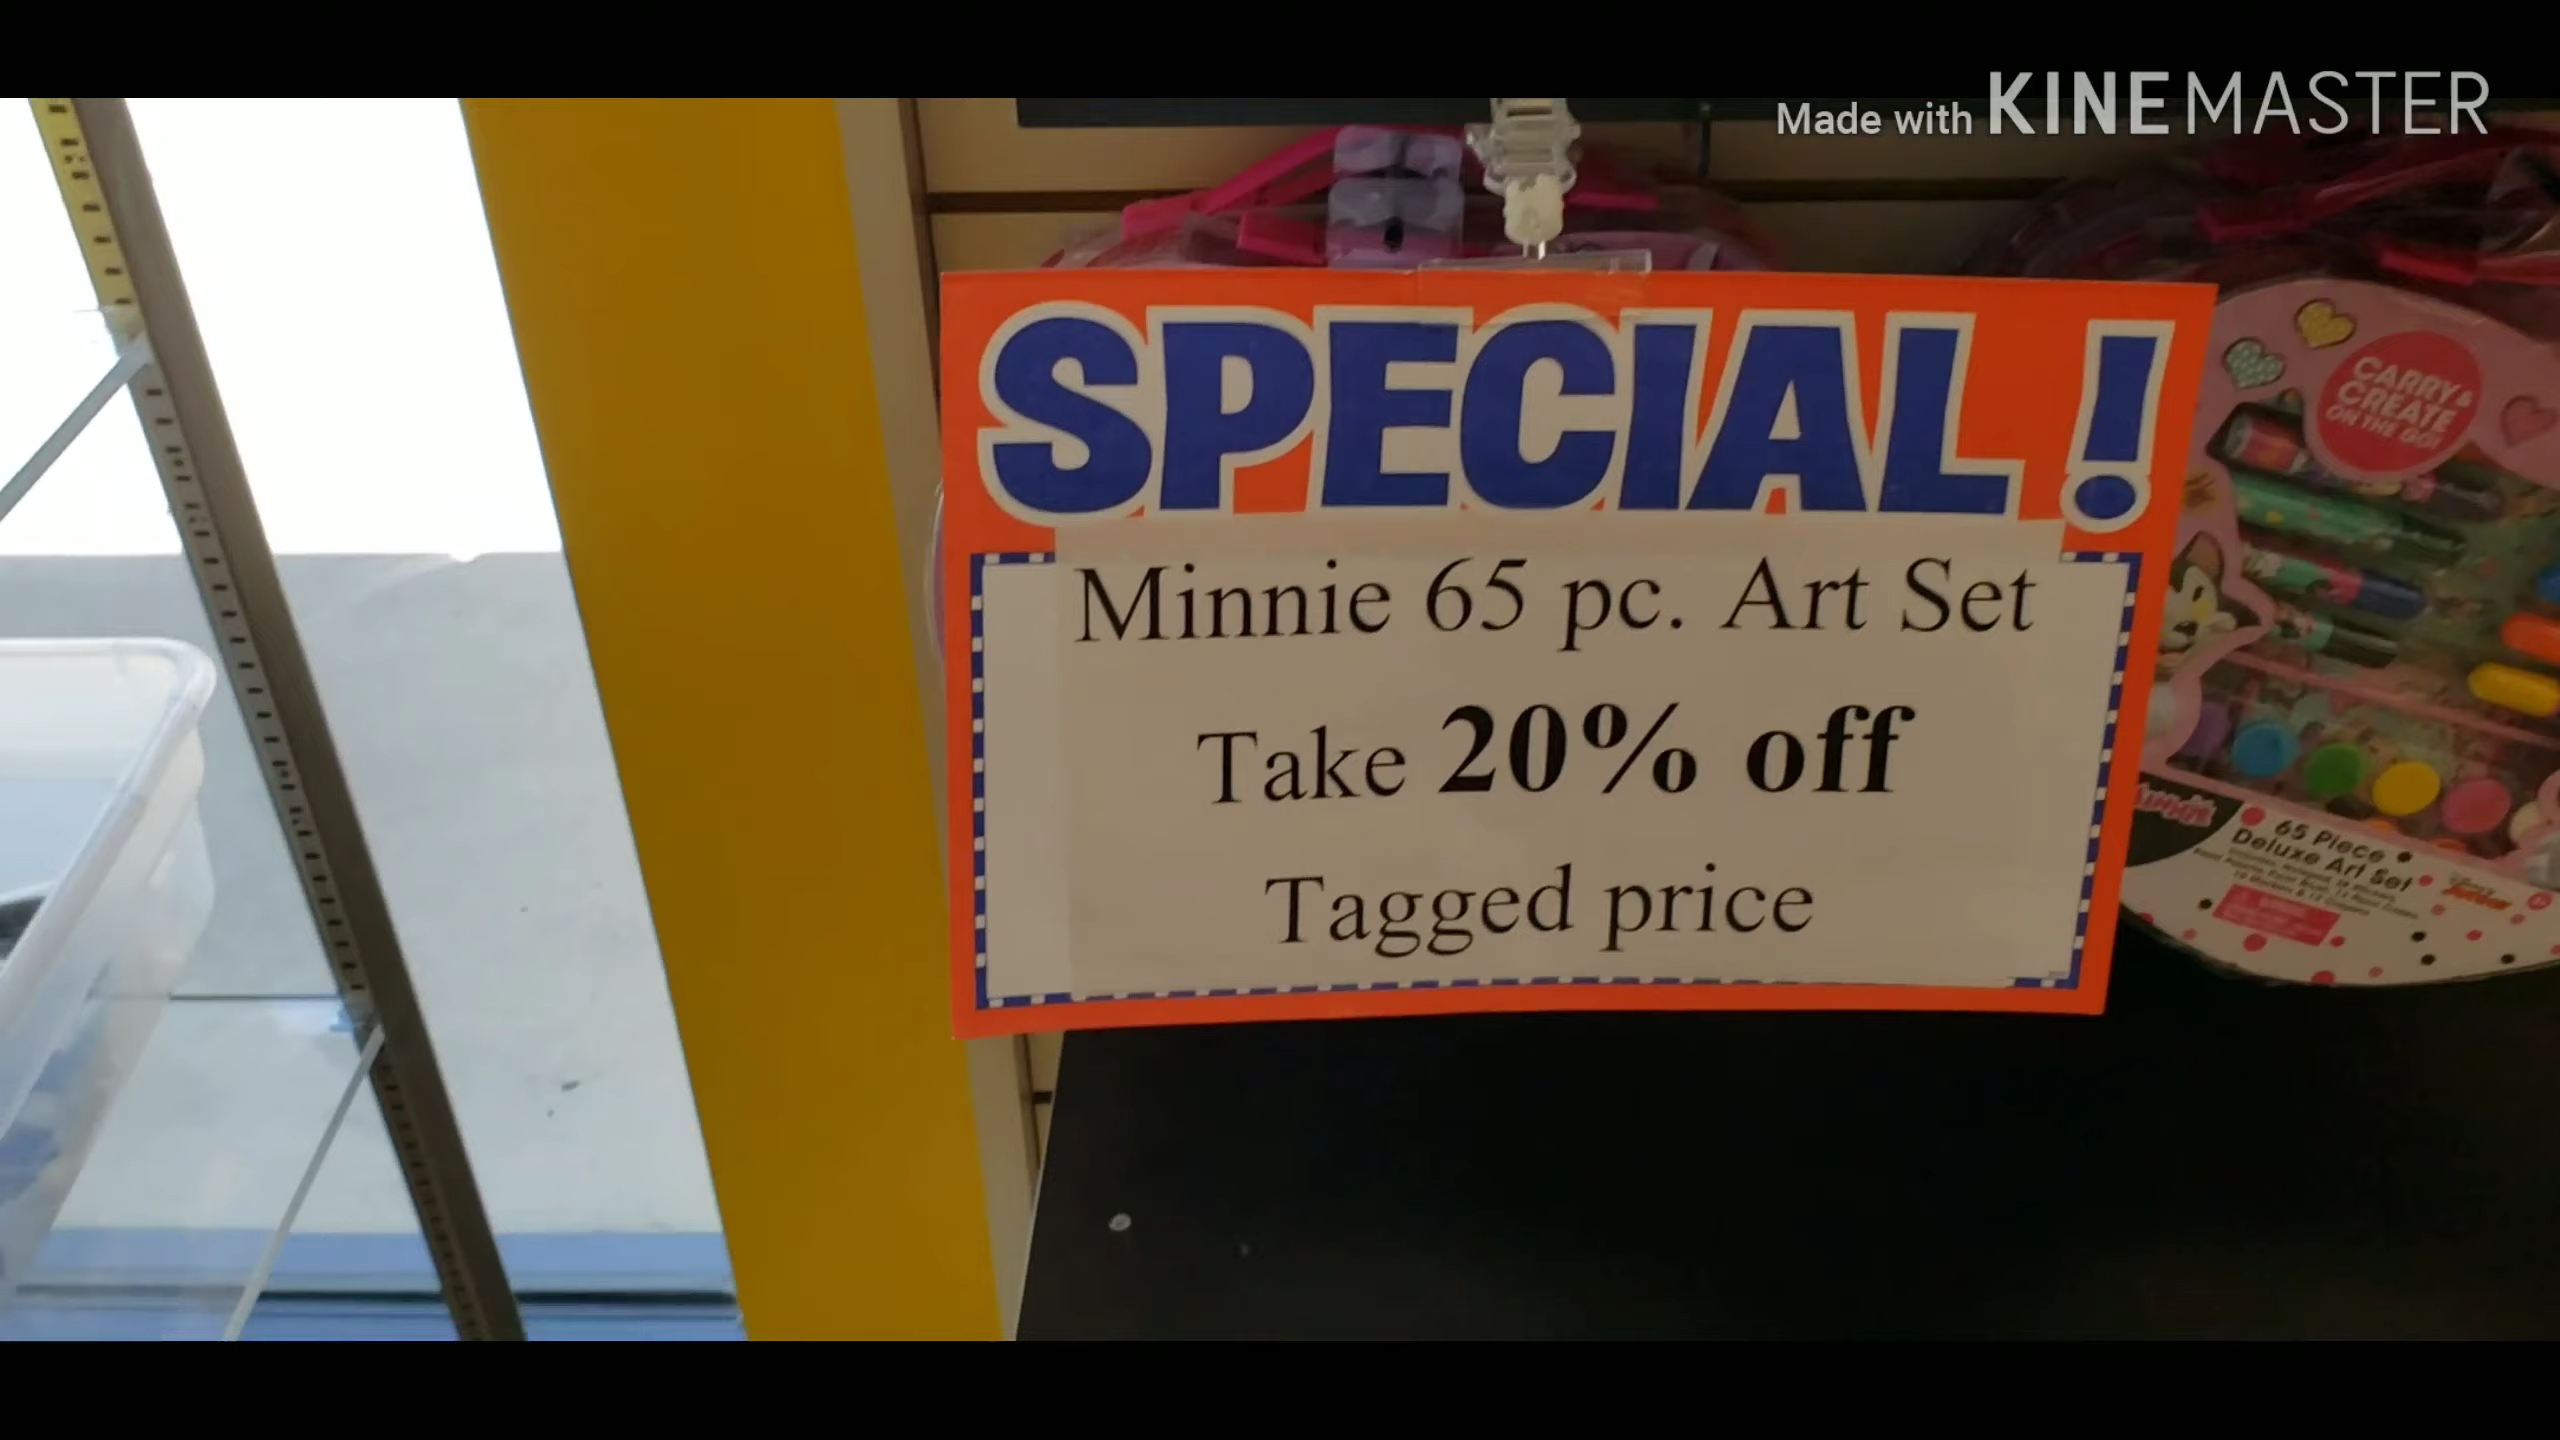 Made with KINEMASTER
SPECIAL!
Minnie 65 pc. Art Set
Take 20% off
Tagged price
CARRY &
CREATE
ON THE GO!
65 Piece
Deluxe Art Set